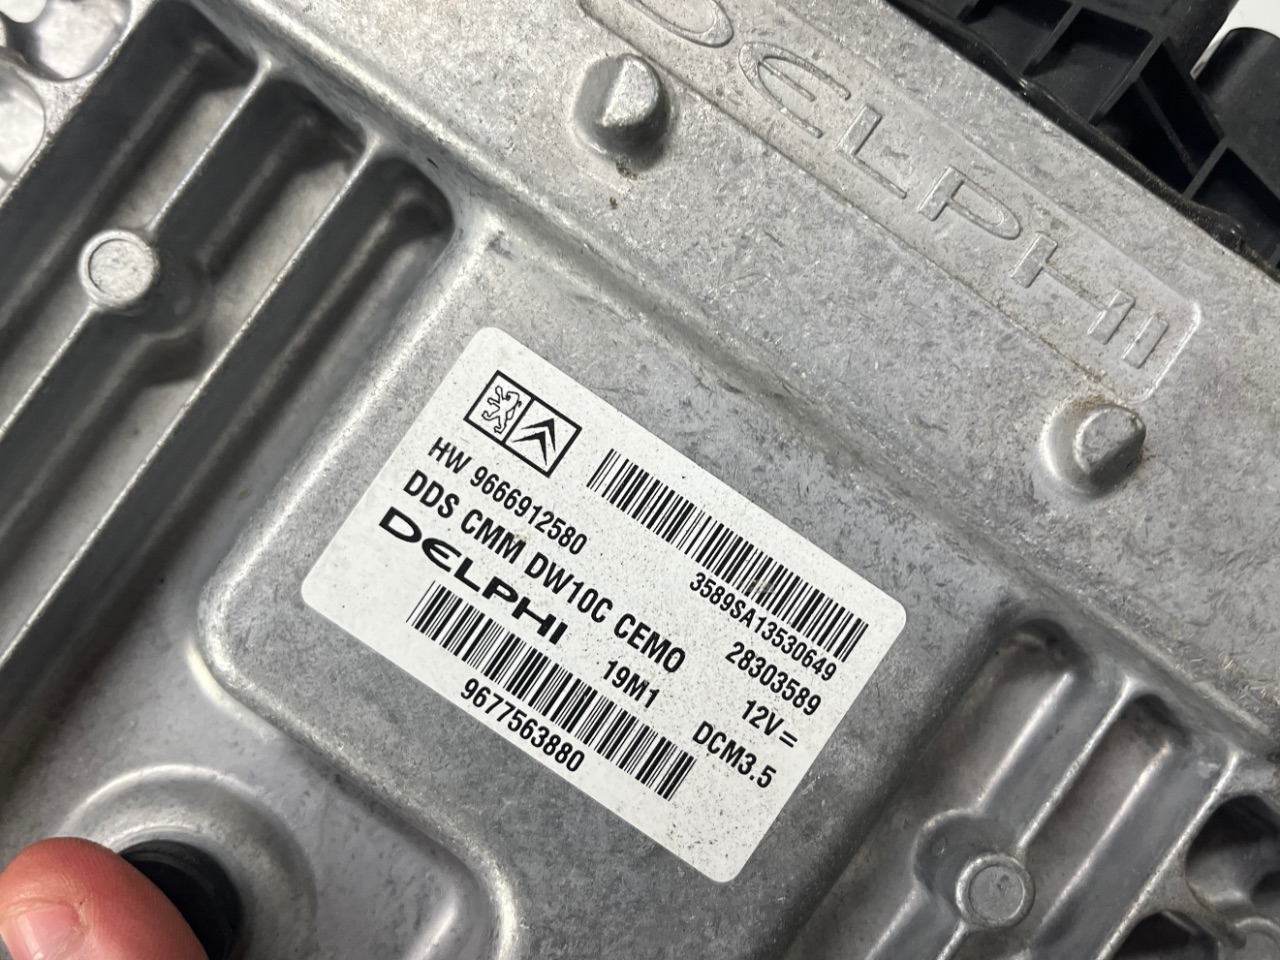 DELPHI
HW 9666912580
DDS CMM DW10C CEMO
DELPHI
19M1
9677563880
3589SA13530649
28303589
12V=
DCM3.5